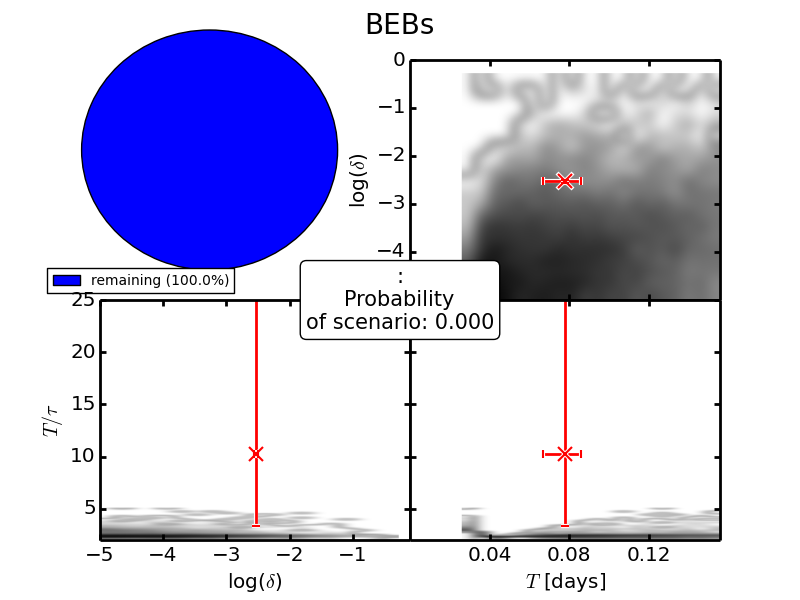 BEBs
0
−1
−2
−3
−4
log(δ)
remaining (100.0%)
:
Probability
of scenario: 0.000
25
20
15
10
5
T/τ
−5 −4 −3 −2 −1
0.04 0.08 0.12
log(δ)
T [days]